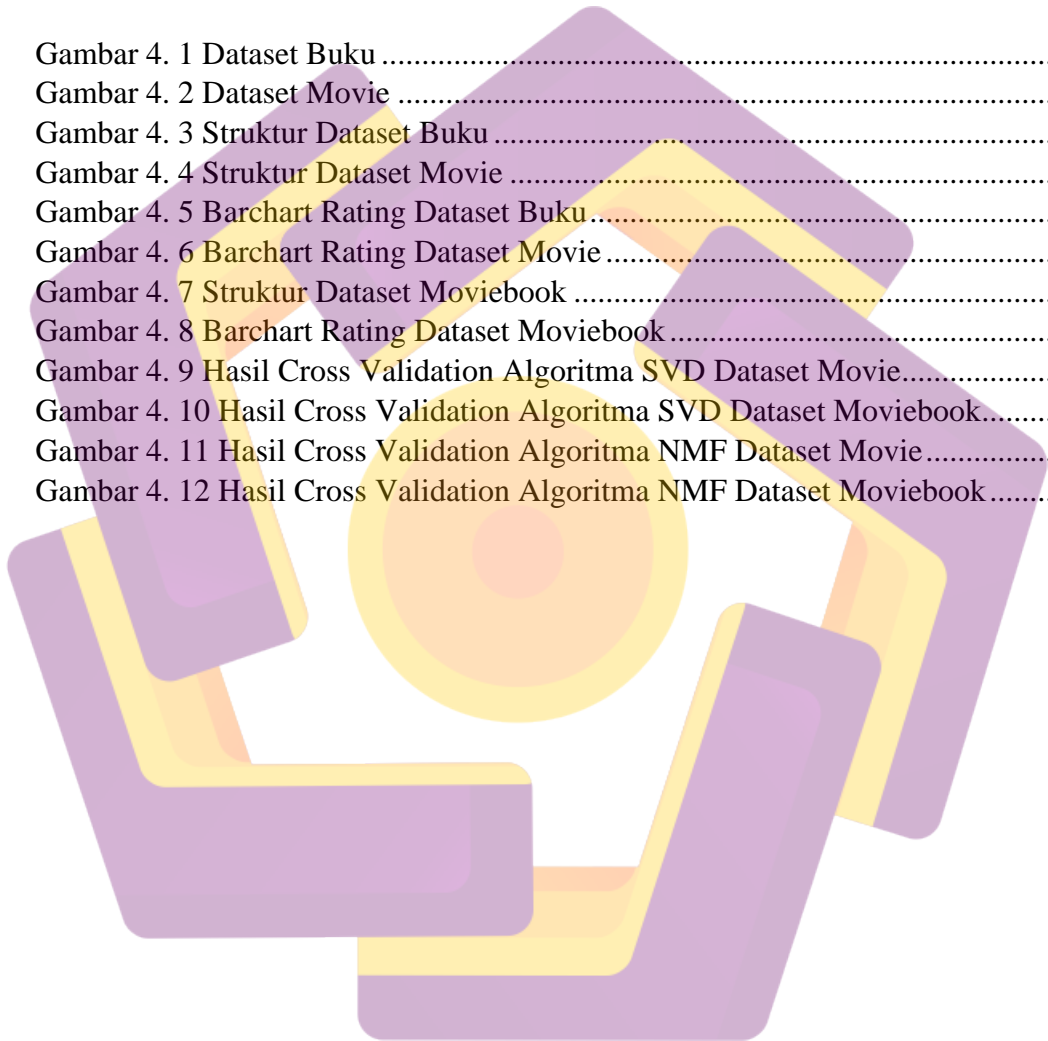 Gambar 4. 1 Dataset Buku ....................................................................................................
Gambar 4. 2 Dataset Movie .................................................................................................
Gambar 4. 3 Struktur Dataset Buku ...................................................................................
Gambar 4. 4 Struktur Dataset Movie .................................................................................
Gambar 4. 5 Barchart Rating Dataset Buku .....................................................................
Gambar 4. 6 Barchart Rating Dataset Movie ...................................................................
Gambar 4. 7 Struktur Dataset Moviebook ........................................................................
Gambar 4. 8 Barchart Rating Dataset Moviebook ..........................................................
Gambar 4. 9 Hasil Cross Validation Algoritma SVD Dataset Movie.......................
Gambar 4. 10 Hasil Cross Validation Algoritma SVD Dataset Moviebook...........
Gambar 4. 11 Hasil Cross Validation Algoritma NMF Dataset Movie ...................
Gambar 4. 12 Hasil Cross Validation Algoritma NMF Dataset Moviebook ..........